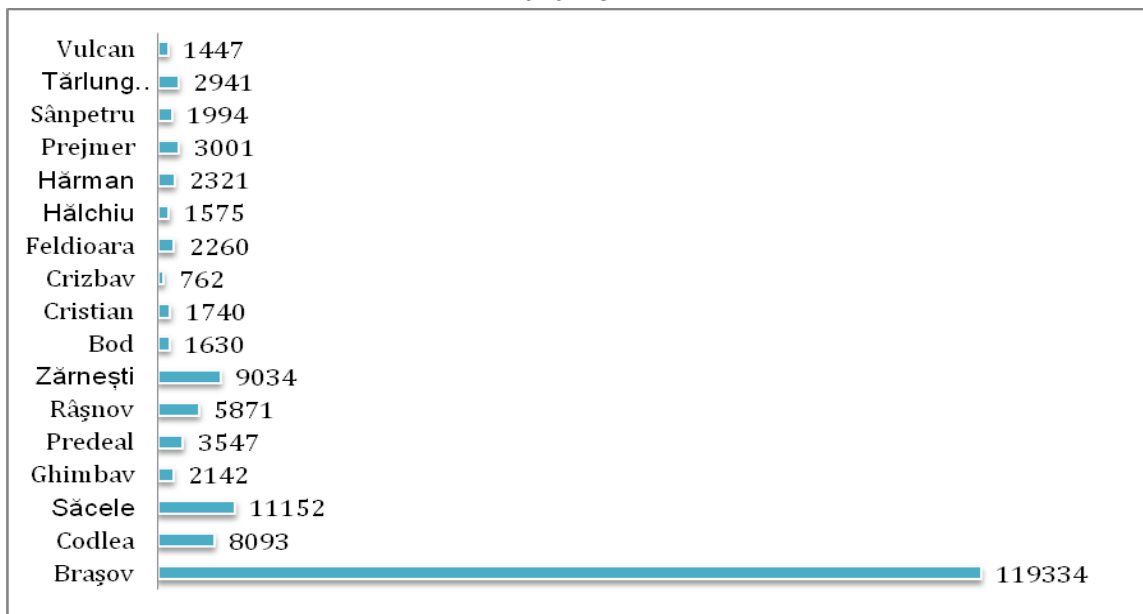 Vulcan 1447
Tărlung.. 2941
Sânpetru 1994
Prejmer 3001
Hărman 2321
Hălchiu 1575
Feldioara 2260
Crizbav 762
Cristian 1740
Bod 1630
Zărnești 9034
Râşnov 5871
Predeal 3547
Ghimbav 2142
Săcele 11152
Codlea 8093
Braşov 119334